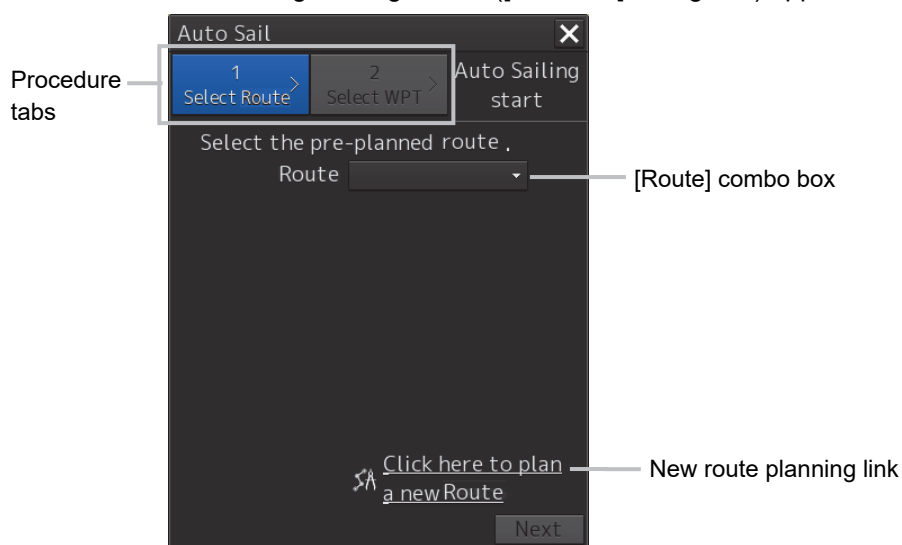 Auto Sail
Procedure
tabs
1
Select Route
2
Select WPT
Auto Sailing
start
Select the pre-planned route .
Route
[Route] combo box
Click here to plan
a new Route
New route planning link
Next